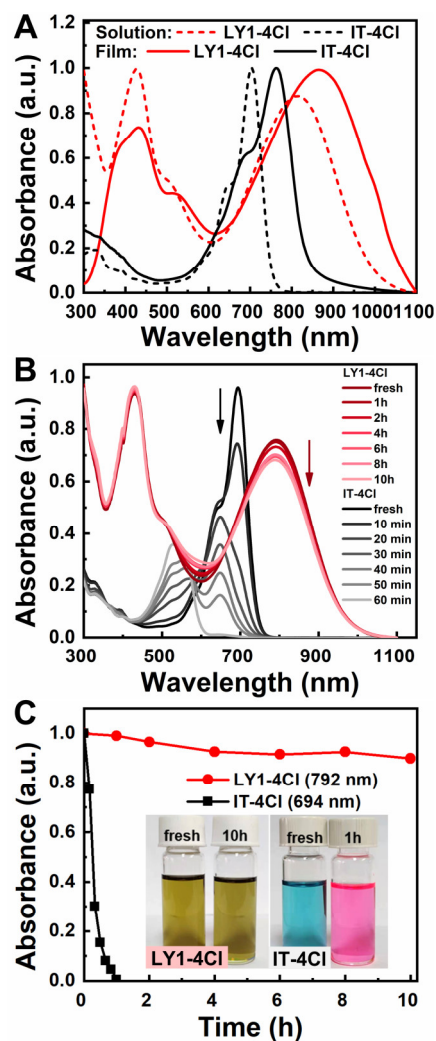 A
Solution: LY1-4Cl IT-4Cl
Film: LY1-4Cl IT-4Cl
1.2
1.0
0.8
0.6
0.4
0.2
0.0
Absorbance (a.u.)
300 400 500 600 700 800 900 1000 1100
Wavelength (nm)
B
LY1-4Cl
fresh
1h
2h
4h
6h
8h
10h
IT-4Cl
fresh
10 min
20 min
30 min
40 min
50 min
60 min
1.0
0.8
0.6
0.4
0.2
0.0
Absorbance (a.u.)
300 500 700 900 1100
Wavelength (nm)
C
1.0
0.8
0.6
0.4
0.2
0.0
Absorbance (a.u.)
LY1-4Cl (792 nm)
IT-4Cl (694 nm)
fresh 10h fresh 1h
LY1-4Cl IT-4Cl
0 2 4 6 8 10
Time (h)